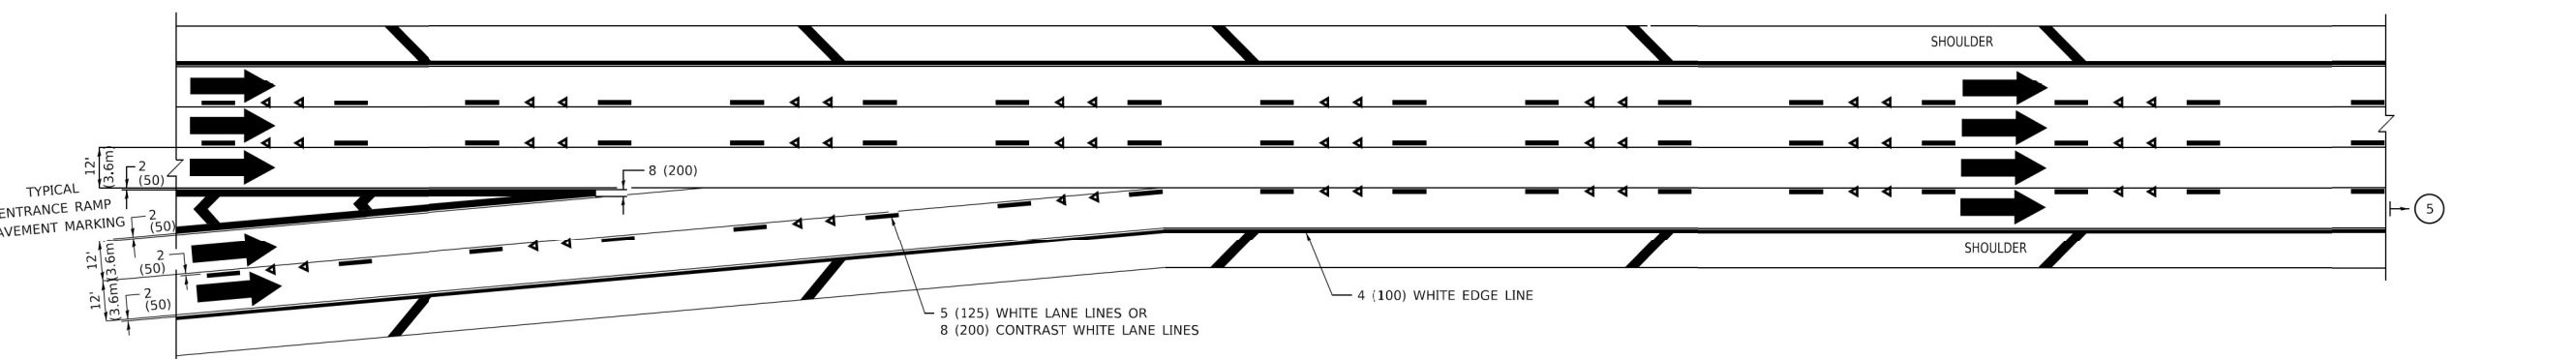 SHOULDER
12'
(3.6m)
2
(50)
8 (200)
TYPICAL
ENTRANCE RAMP
PAVEMENT MARKING
2
(50)
5
12'
(3.6m)
2
(50)
SHOULDER
12'
(3.6m)
2
(50)
4 (100) WHITE EDGE LINE
5 (125) WHITE LANE LINES OR
8 (200) CONTRAST WHITE LANE LINES